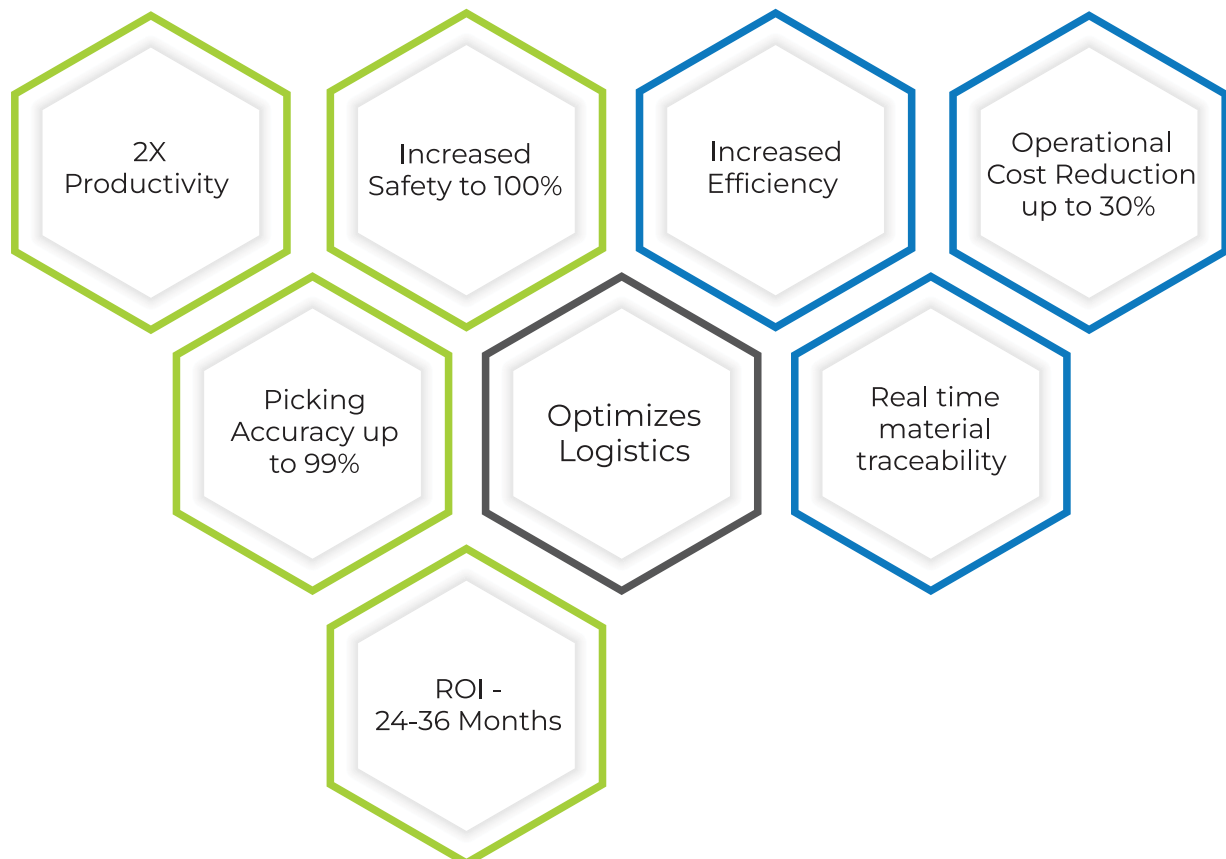 2X
Productivity
Increased
Safety to 100%
Increased
Efficiency
Operational
Cost Reduction
up to 30%
Picking
Accuracy up
to 99%
Optimizes
Logistics
Real time
material
traceability
ROI -
24-36 Months